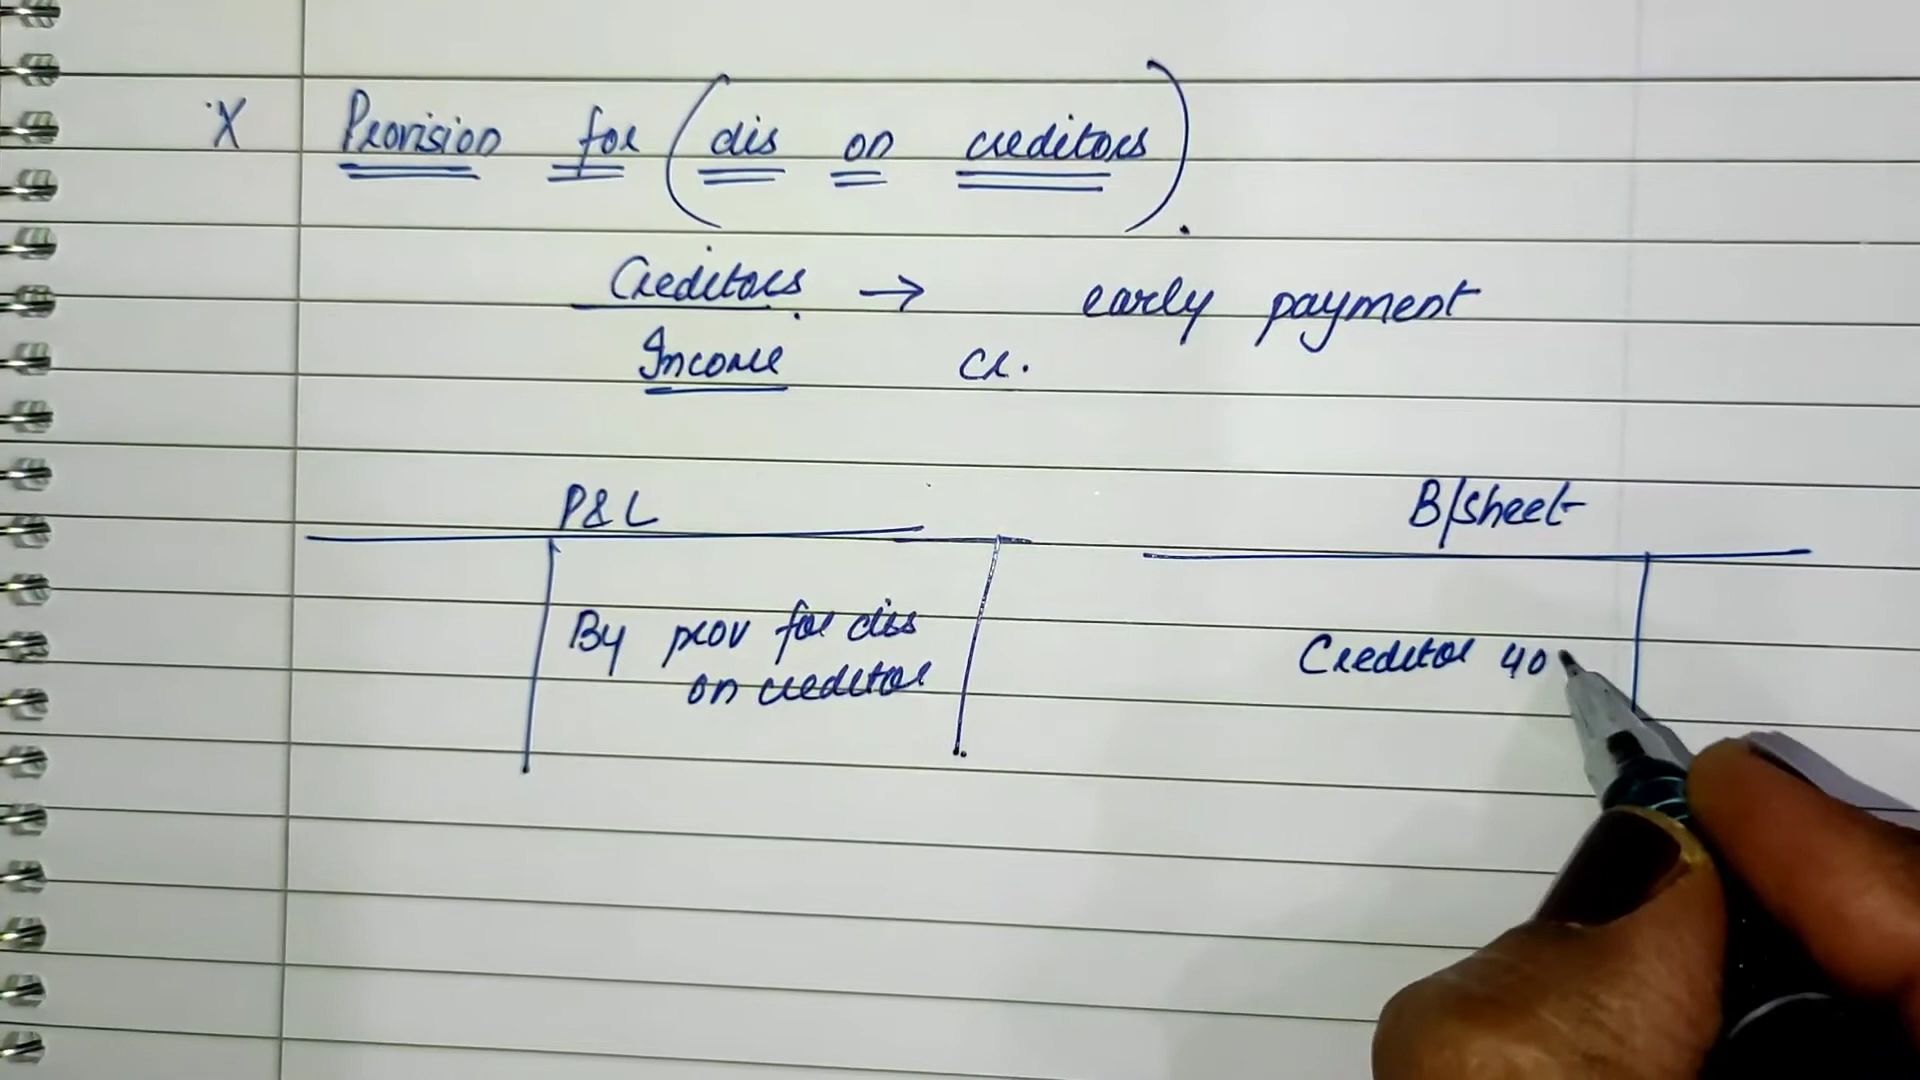 X Provision for (dis on creditors).
Creditors. → early payment
Income Cr.
P&L
B/Sheet
By prov for diss
on creditor
Creditor 40